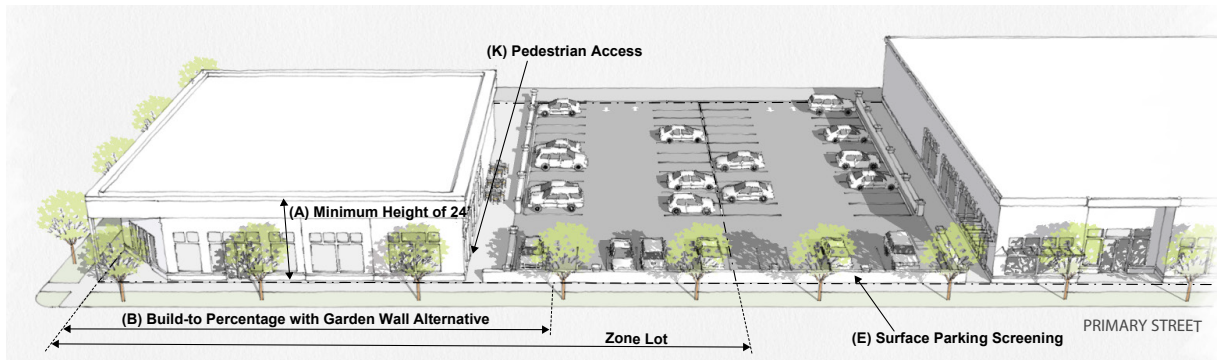 (K) Pedestrian Access
(A) Minimum Height of 24'
(B) Build-to Percentage with Garden Wall Alternative
Zone Lot
(E) Surface Parking Screening
PRIMARY STREET